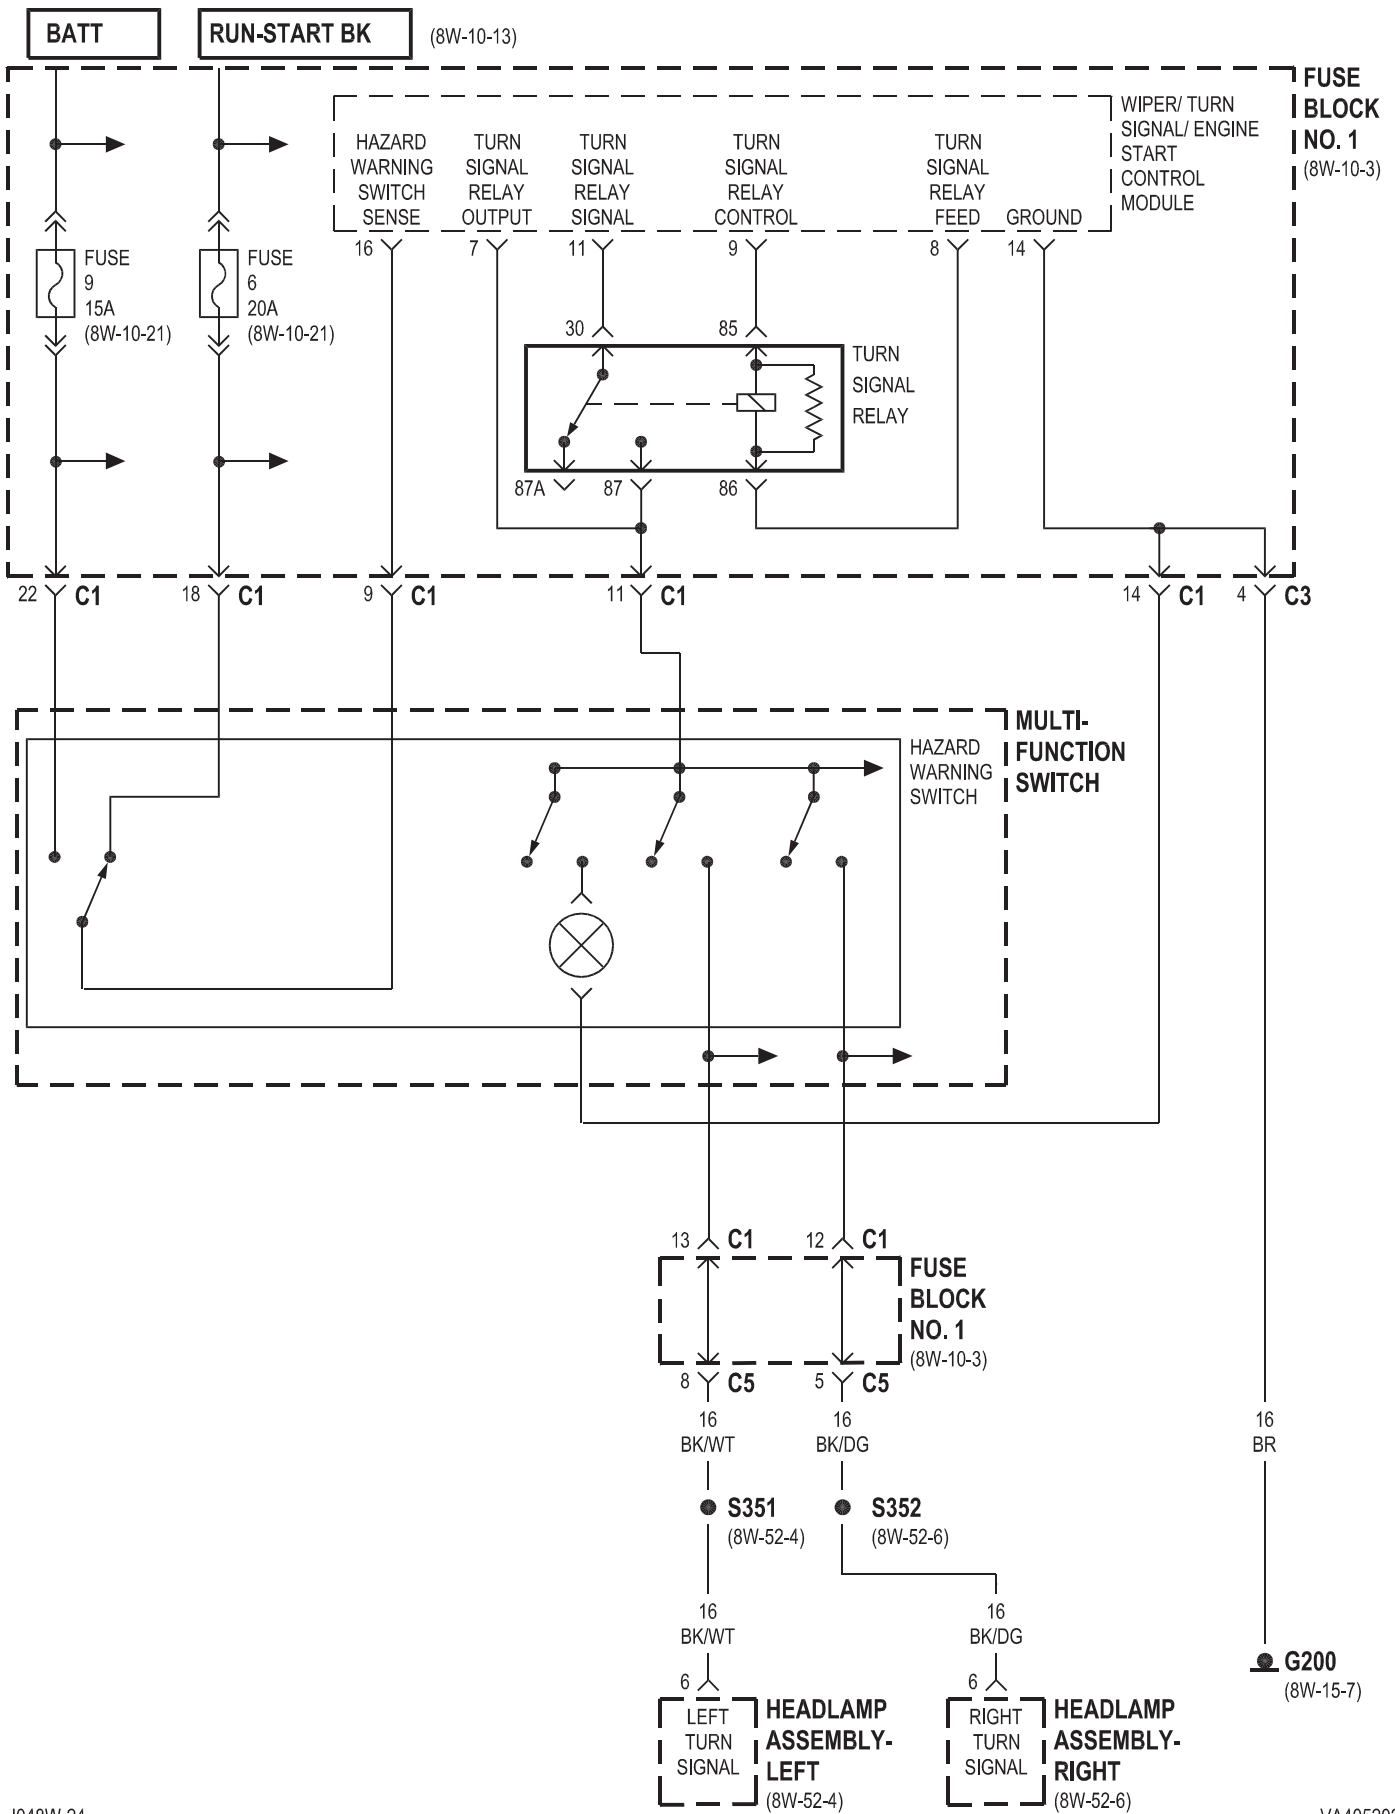 BATT
RUN-START BK
(8W-10-13)
FUSE
BLOCK
NO. 1
(8W-10-3)
WIPER/ TURN
SIGNAL/ ENGINE
START
CONTROL
MODULE
HAZARD
WARNING
SWITCH
SENSE
TURN
SIGNAL
RELAY
OUTPUT
TURN
SIGNAL
RELAY
SIGNAL
TURN
SIGNAL
RELAY
CONTROL
TURN
SIGNAL
RELAY
FEED
GROUND
16
7
11
9
8
14
FUSE
9
15A
(8W-10-21)
FUSE
6
20A
(8W-10-21)
30
85
TURN
SIGNAL
RELAY
87A
87
86
22
C1
18
C1
9
C1
11
C1
14
C1
4
C3
MULTI-
FUNCTION
SWITCH
HAZARD
WARNING
SWITCH
13
C1
12
C1
FUSE
BLOCK
NO. 1
(8W-10-3)
8
C5
5
C5
16
BK/WT
16
BK/DG
16
BR
S351
(8W-52-4)
S352
(8W-52-6)
16
BK/WT
16
BK/DG
G200
(8W-15-7)
6
6
LEFT
TURN
SIGNAL
HEADLAMP
ASSEMBLY-
LEFT
(8W-52-4)
RIGHT
TURN
SIGNAL
HEADLAMP
ASSEMBLY-
RIGHT
(8W-52-6)